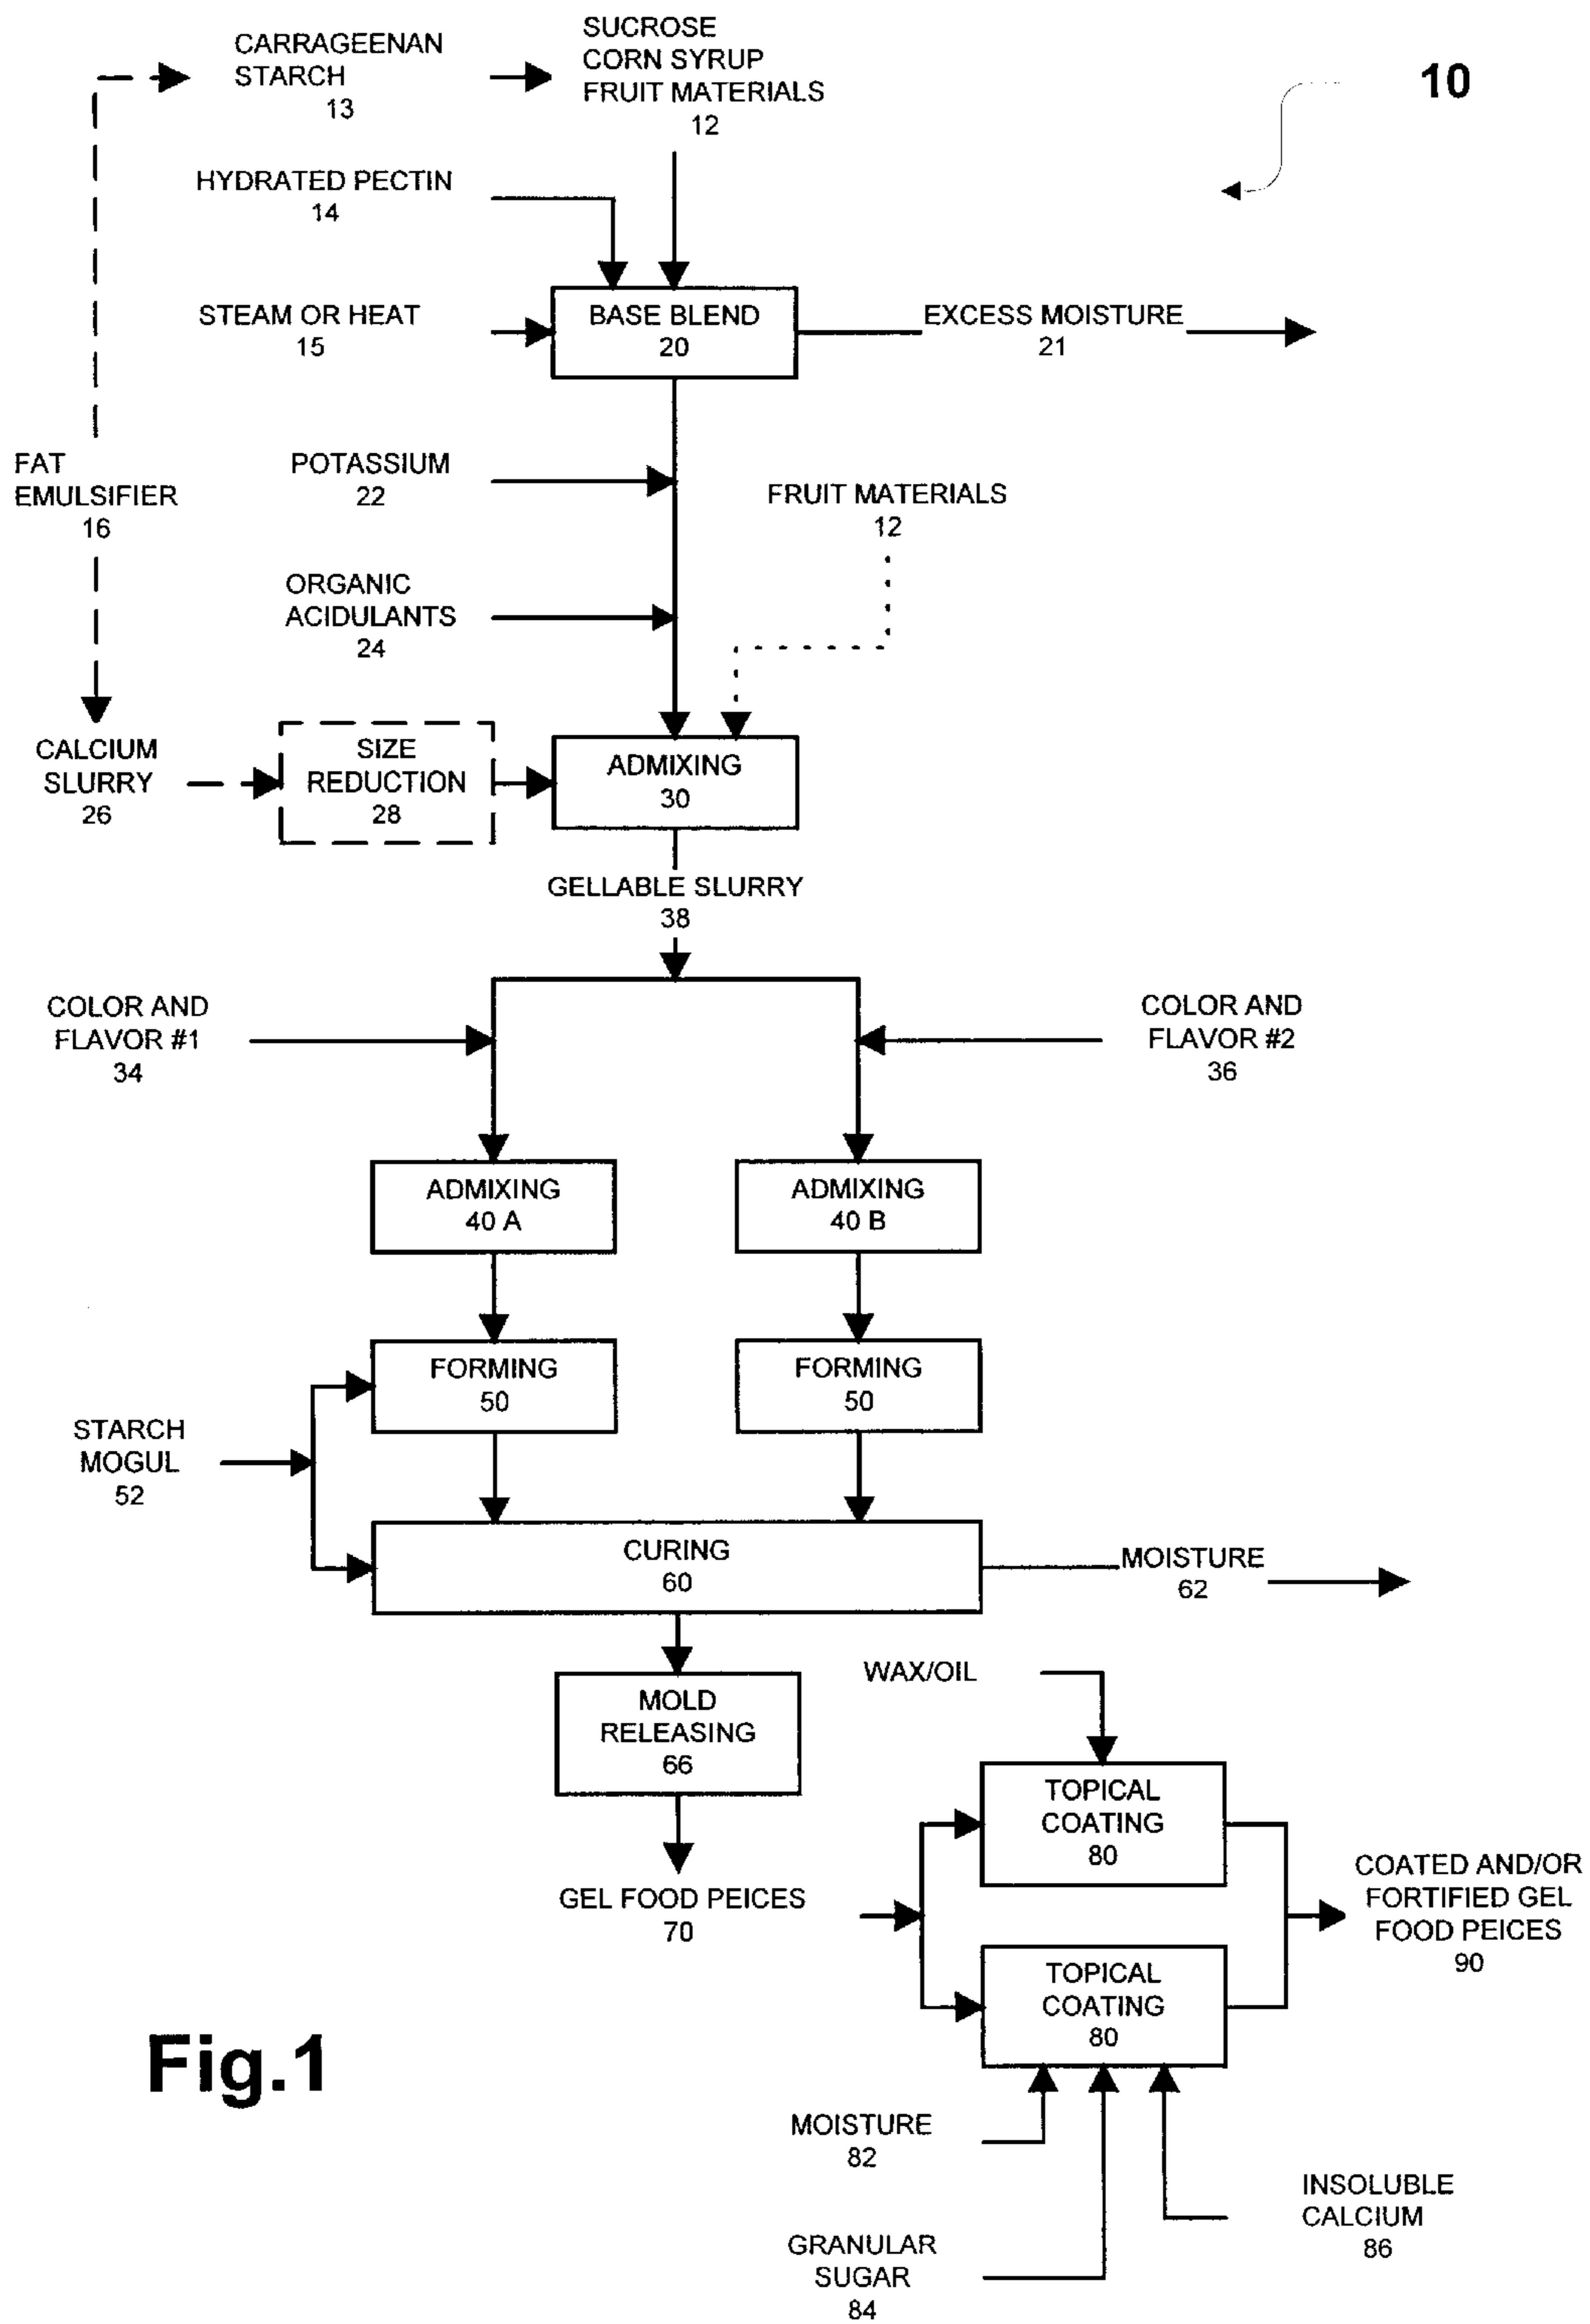 CARRAGEENAN
STARCH
13
SUCROSE
CORN SYRUP
FRUIT MATERIALS
12
10
HYDRATED PECTIN
14
STEAM OR HEAT
15
BASE BLEND
20
EXCESS MOISTURE
21
FAT
EMULSIFIER
16
POTASSIUM
22
FRUIT MATERIALS
12
ORGANIC
ACIDULANTS
24
CALCIUM
SLURRY
26
SIZE
REDUCTION
28
ADMIXING
30
GELLABLE SLURRY
38
COLOR AND
FLAVOR #1
34
COLOR AND
FLAVOR #2
36
ADMIXING
40 A
ADMIXING
40 B
FORMING
50
FORMING
50
STARCH
MOGUL
52
CURING
60
MOISTURE
62
MOLD
RELEASING
66
WAX/OIL
TOPICAL
COATING
80
GEL FOOD PEICES
70
COATED AND/OR
FORTIFIED GEL
FOOD PEICES
90
TOPICAL
COATING
80
Fig.1
MOISTURE
82
INSOLUBLE
CALCIUM
86
GRANULAR
SUGAR
84